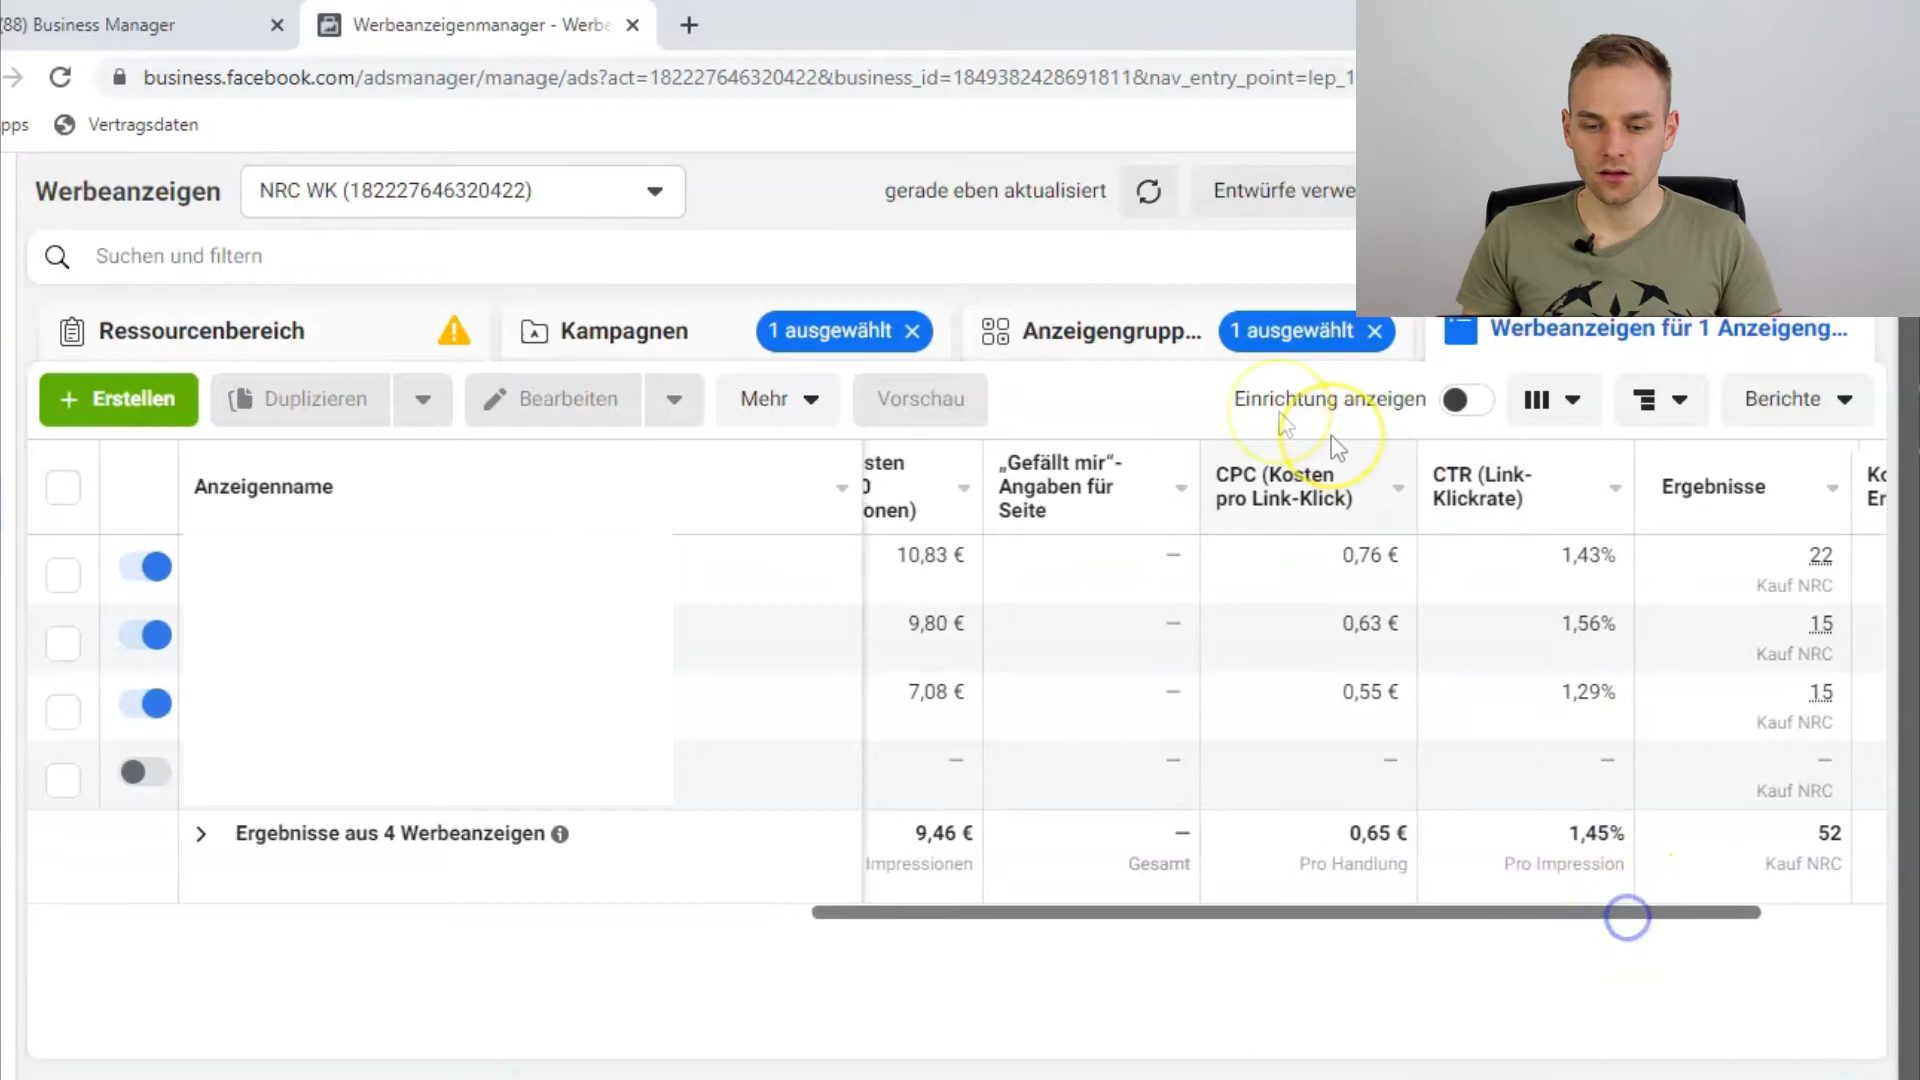 (88) Business Manager
Werbeanzeigenmanager - Werbe
business.facebook.com/adsmanager/manage/ads?act=182227646320422&business_id=1849382428691811&nav_entry_point=lep_1
pps
Vertragsdaten
Werbeanzeigen
NRC WK (182227646320422)
gerade eben aktualisiert
Entwürfe verwe
Suchen und filtern
Ressourcenbereich
Kampagnen
1 ausgewählt
Anzeigengrupp...
1 ausgewählt
Werbeanzeigen für 1 Anzeigeng...
+ Erstellen
Duplizieren
Bearbeiten
Mehr
Vorschau
Einrichtung anzeigen
Berichte
Anzeigenname
sten
0
onen)
„Gefällt mir“-
Angaben für
Seite
CPC (Kosten
pro Link-Klick)
CTR (Link-
Klickrate)
Ergebnisse
Ko
Er
10,83 €
—
0,76 €
1,43%
22
Kauf NRC
9,80 €
—
0,63 €
1,56%
15
Kauf NRC
7,08 €
—
0,55 €
1,29%
15
Kauf NRC
—
—
—
—
—
Kauf NRC
Ergebnisse aus 4 Werbeanzeigen
9,46 €
—
0,65 €
1,45%
52
Impressionen
Gesamt
Pro Handlung
Pro Impression
Kauf NRC